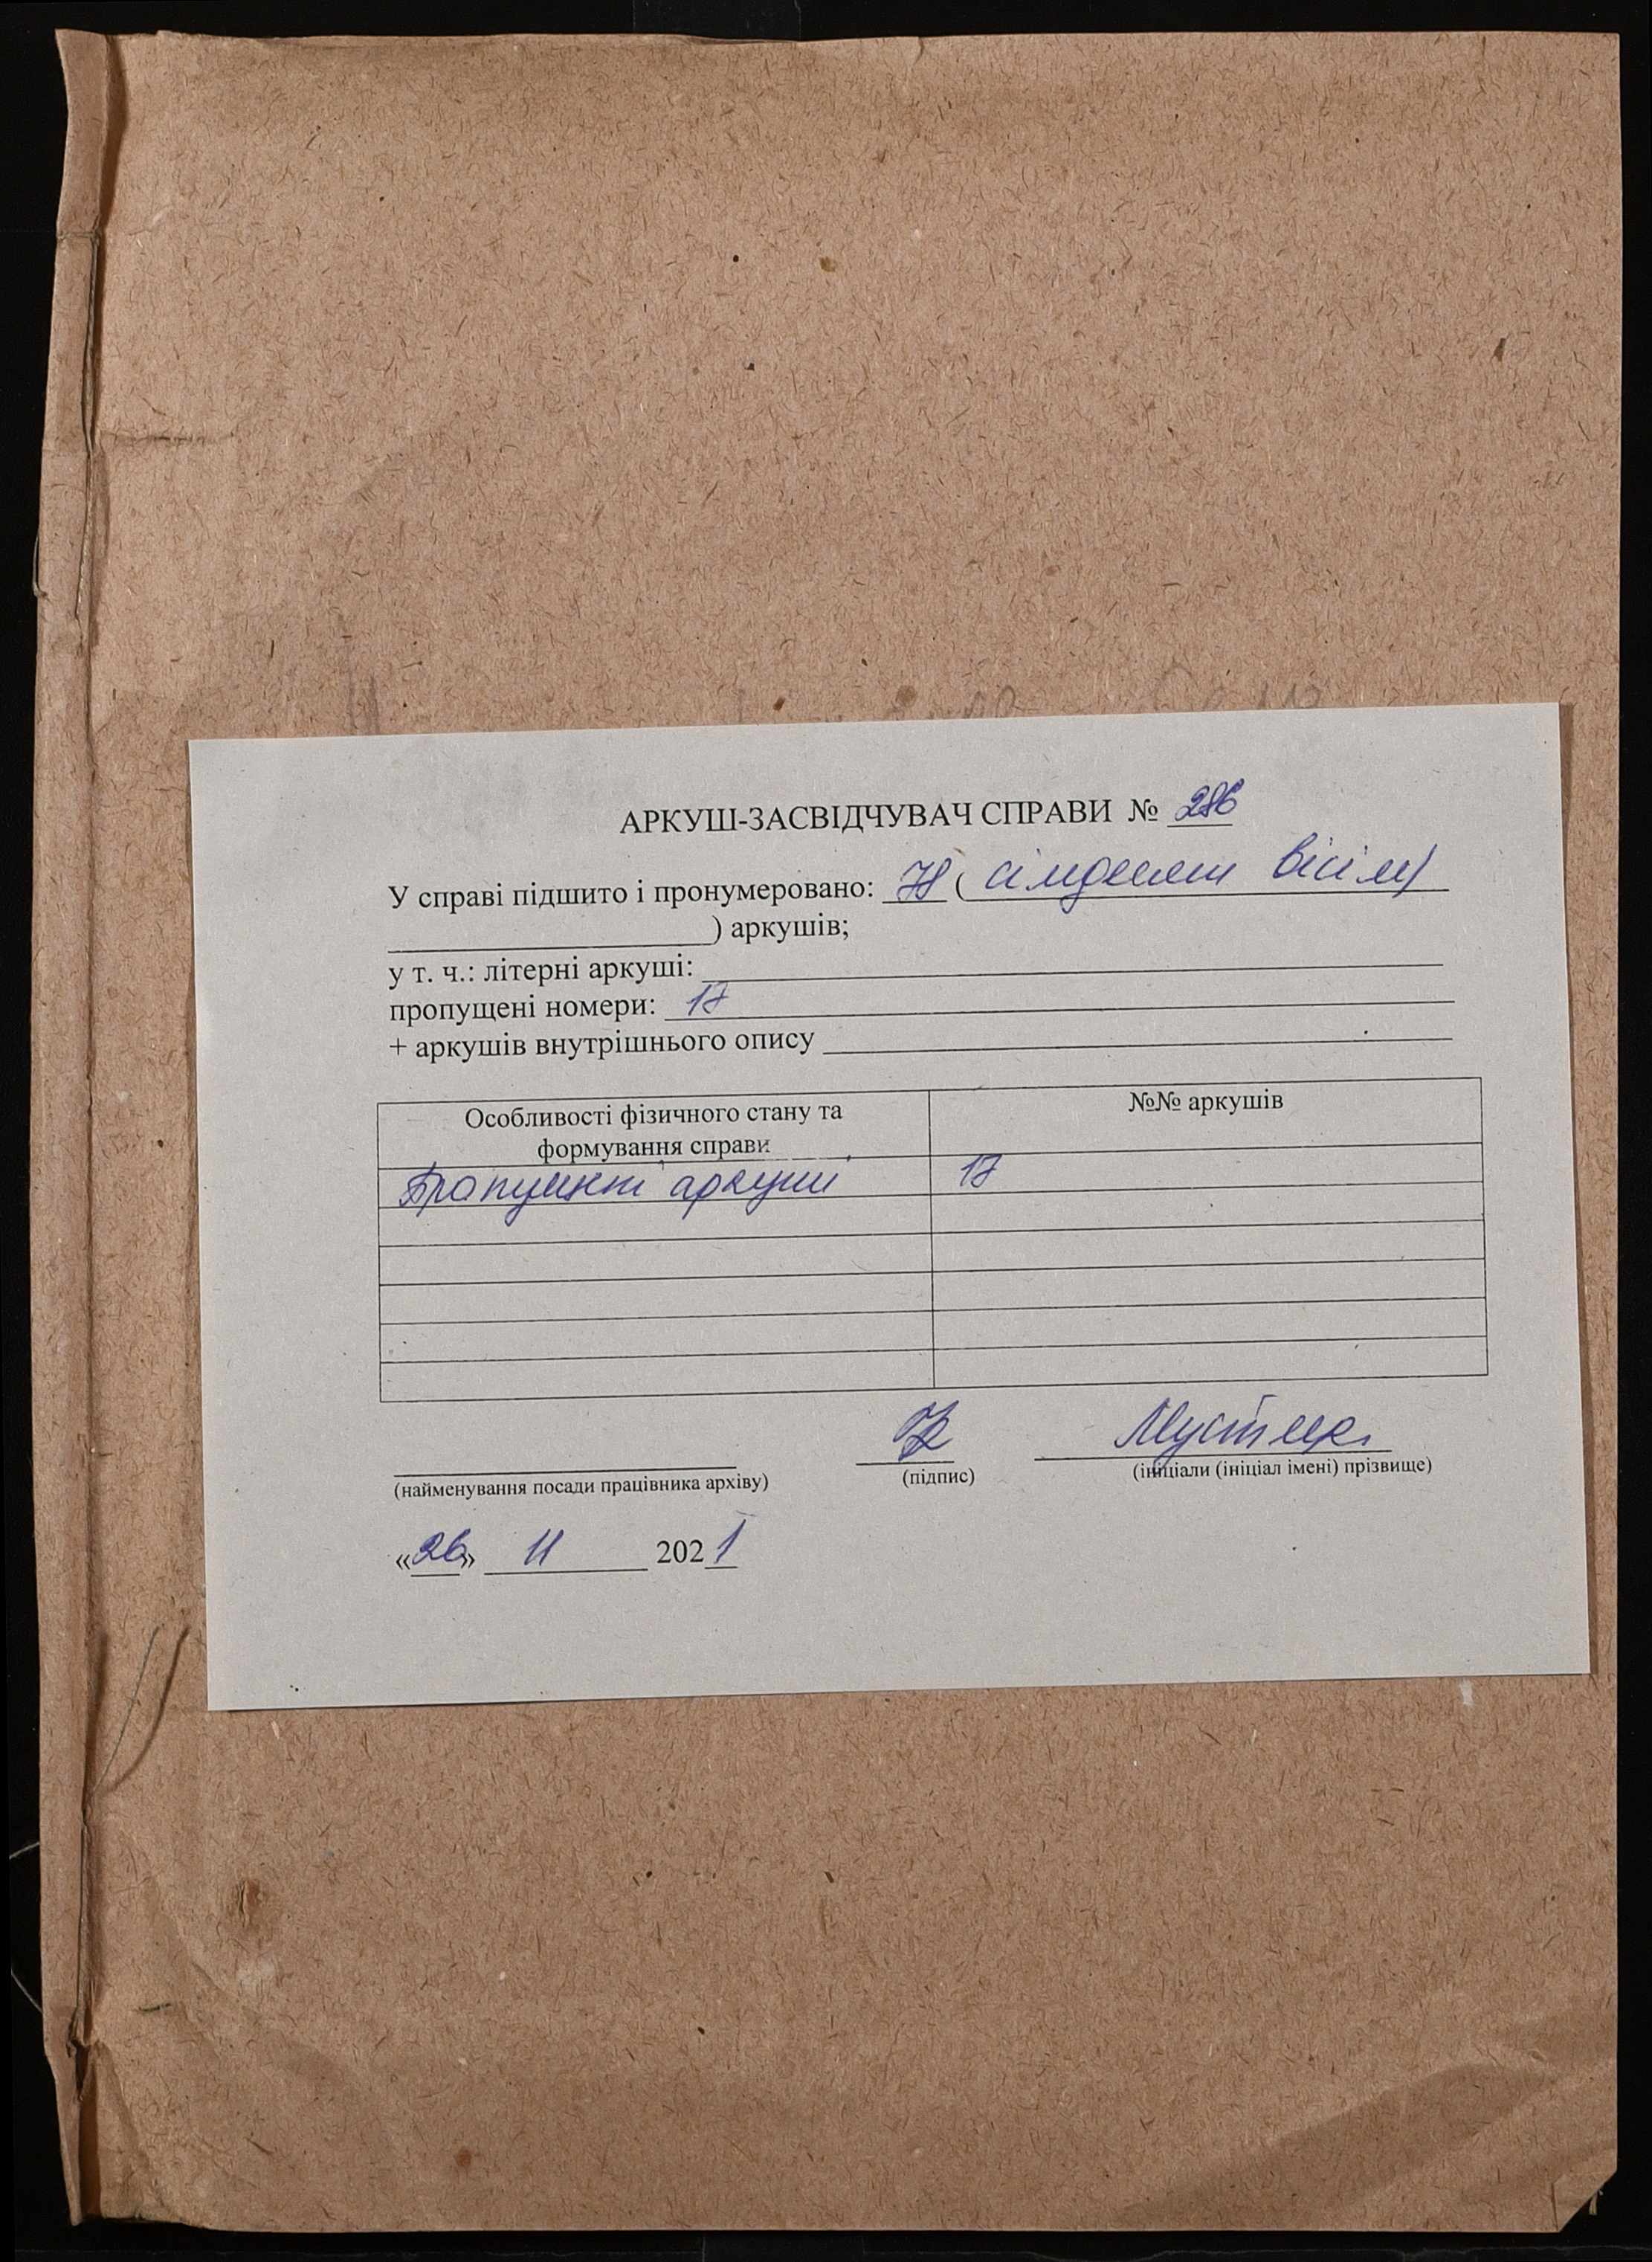 АРКУШ-ЗАСВІДЧУВАЧ СПРАВИ № 286
У справі підшито і пронумеровано: 78 ( сімдесят вісім)
) аркушів;
у т. ч.: літерні аркуші:
пропущені номери: 17
+ аркушів внутрішнього опису
Особливості фізичного стану та формування справи
№№ аркушів
Пропущені аркуші 17
(найменування посади працівника архіву)
(підпис)
(ініціали (ініціал імені) прізвище)
«26» 11 2021